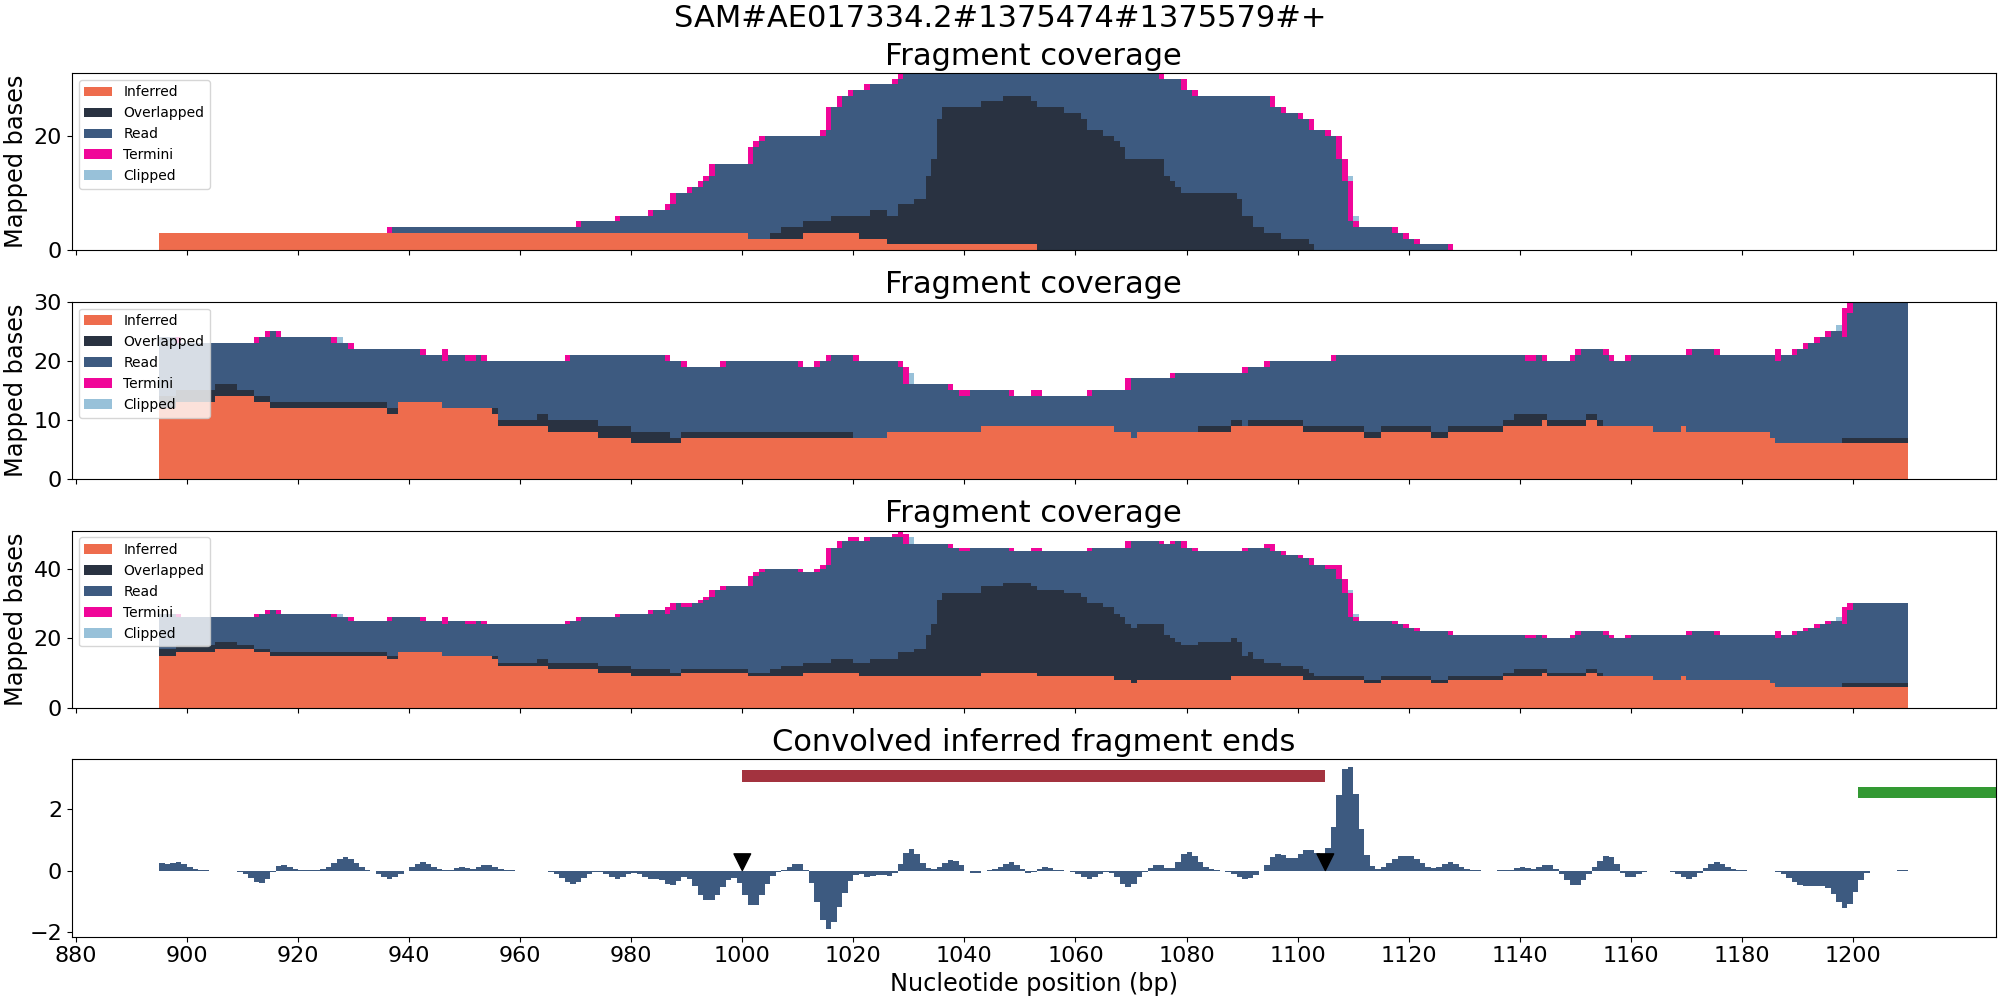 SAM#AE017334.2#1375474#1375579#+
Fragment coverage
Mapped bases
20
0
Inferred
Overlapped
Read
Termini
Clipped
Fragment coverage
Mapped bases
30
20
10
0
Inferred
Overlapped
Read
Termini
Clipped
Fragment coverage
Mapped bases
40
20
0
Inferred
Overlapped
Read
Termini
Clipped
Convolved inferred fragment ends
2
0
−2
880 900 920 940 960 980 1000 1020 1040 1060 1080 1100 1120 1140 1160 1180 1200
Nucleotide position (bp)